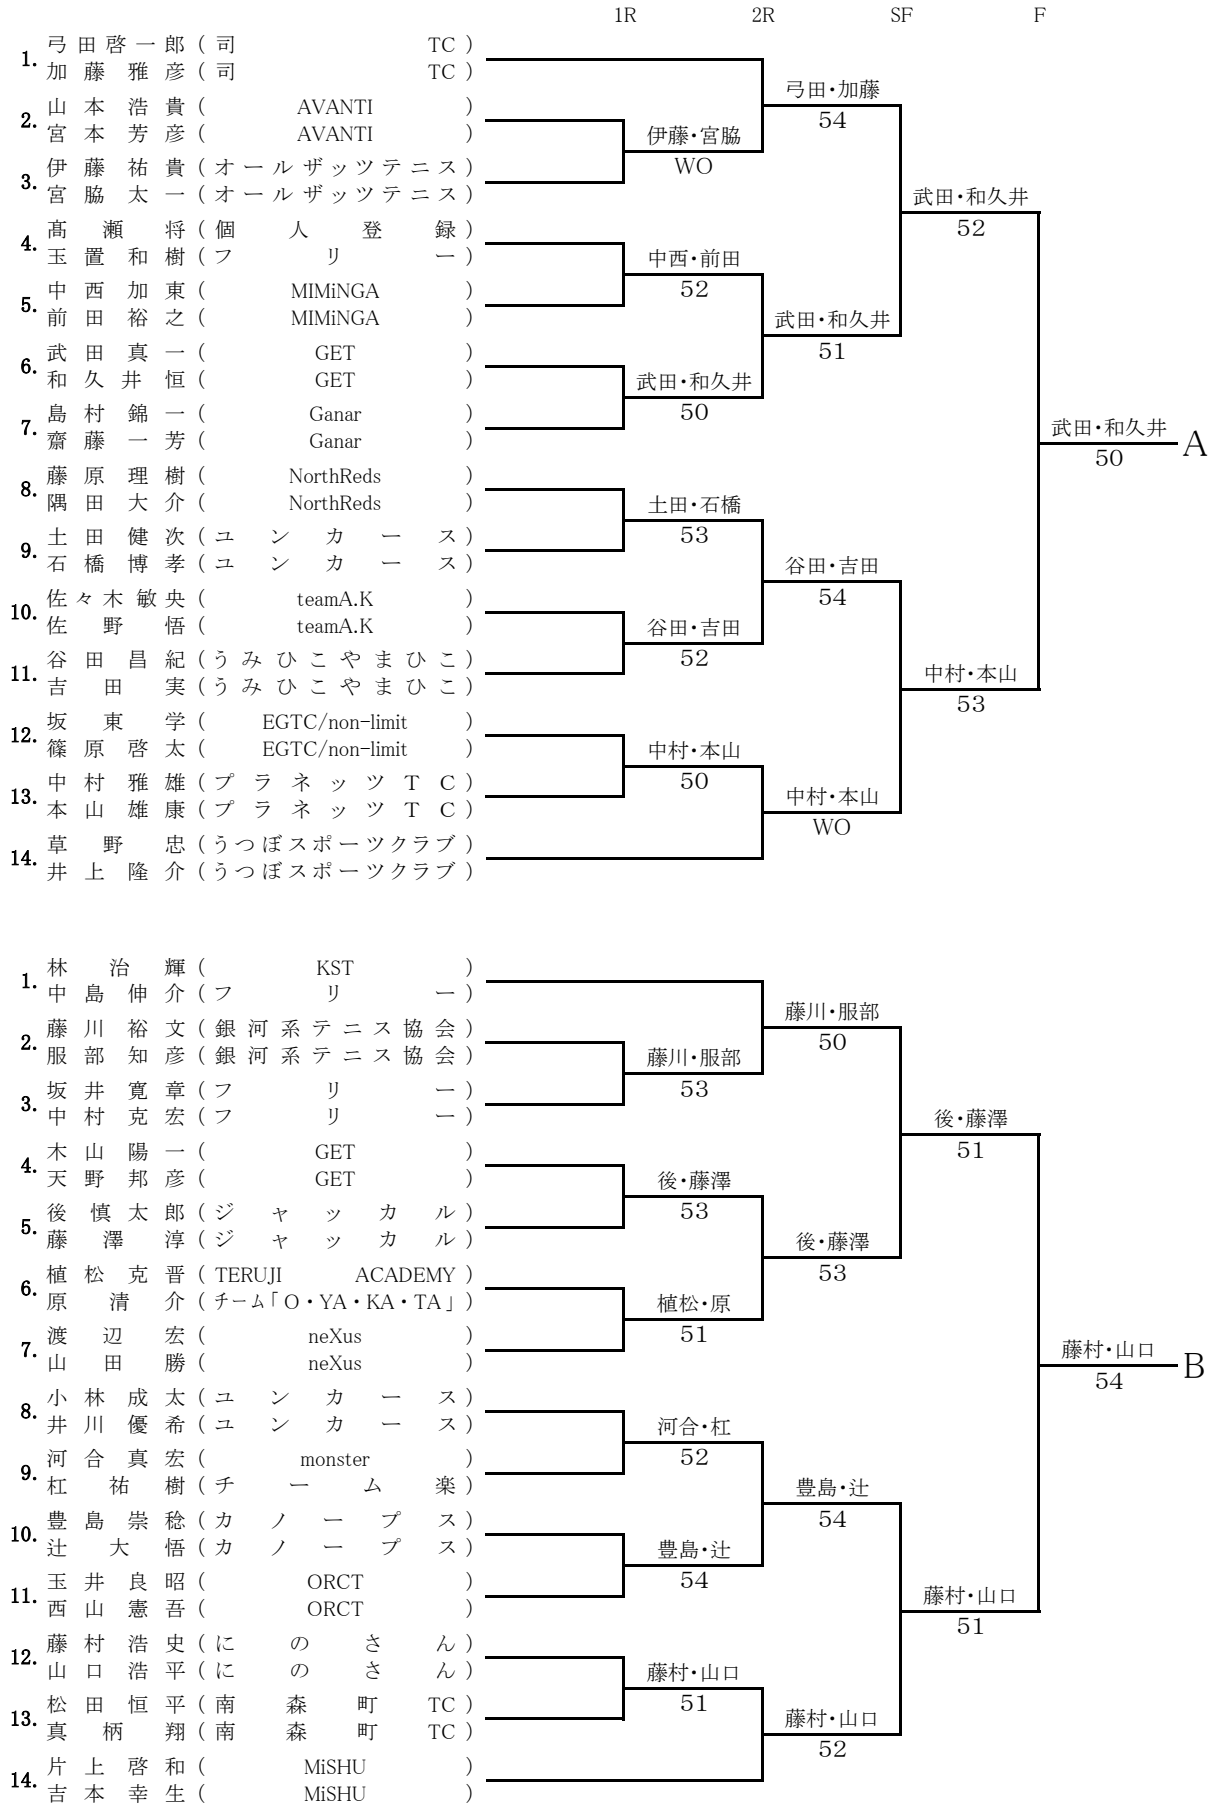 1R 2R SF F
1. 弓田啓一郎(司 TC)
加藤雅彦(司 TC)
弓田・加藤
54
2. 山本浩貴(AVANTI)
宮本芳彦(AVANTI)
伊藤・宮脇
WO
3. 伊藤祐貴(オールザッツテニス)
宮脇太一(オールザッツテニス)
武田・和久井
52
4. 髙瀬将(個人登録)
玉置和樹(フリー)
中西・前田
52
5. 中西加東(MIMiNGA)
前田裕之(MIMiNGA)
武田・和久井
51
6. 武田真一(GET)
和久井恒(GET)
武田・和久井
50
7. 島村錦一(Ganar)
齋藤一芳(Ganar)
武田・和久井
50
A
8. 藤原理樹(NorthReds)
隅田大介(NorthReds)
土田・石橋
53
9. 土田健次(ユンカース)
石橋博孝(ユンカース)
谷田・吉田
54
10. 佐々木敏央(teamA.K)
佐野悟(teamA.K)
谷田・吉田
52
11. 谷田昌紀(うみひこやまひこ)
吉田実(うみひこやまひこ)
中村・本山
53
12. 坂東学(EGTC/non-limit)
篠原啓太(EGTC/non-limit)
中村・本山
50
13. 中村雅雄(プラネッツTC)
本山雄康(プラネッツTC)
中村・本山
WO
14. 草野忠(うつぼスポーツクラブ)
井上隆介(うつぼスポーツクラブ)
1. 林治輝(KST)
中島伸介(フリー)
藤川・服部
50
2. 藤川裕文(銀河系テニス協会)
服部知彦(銀河系テニス協会)
藤川・服部
53
3. 坂井寛章(フリー)
中村克宏(フリー)
後・藤澤
51
4. 木山陽一(GET)
天野邦彦(GET)
後・藤澤
53
5. 後慎太郎(ジャッカル)
藤澤淳(ジャッカル)
後・藤澤
53
6. 植松克晋(TERUJI ACADEMY)
原清介(チーム「O・YA・KA・TA」)
植松・原
51
7. 渡辺宏(neXus)
山田勝(neXus)
藤村・山口
54
B
8. 小林成太(ユンカース)
井川優希(ユンカース)
河合・杠
52
9. 河合真宏(monster)
杠祐樹(チーム楽)
豊島・辻
54
10. 豊島崇稔(カノープス)
辻大悟(カノープス)
豊島・辻
54
11. 玉井良昭(ORCT)
西山憲吾(ORCT)
藤村・山口
51
12. 藤村浩史(にのさん)
山口浩平(にのさん)
藤村・山口
51
13. 松田恒平(南森町TC)
真柄翔(南森町TC)
藤村・山口
52
14. 片上啓和(MiSHU)
吉本幸生(MiSHU)